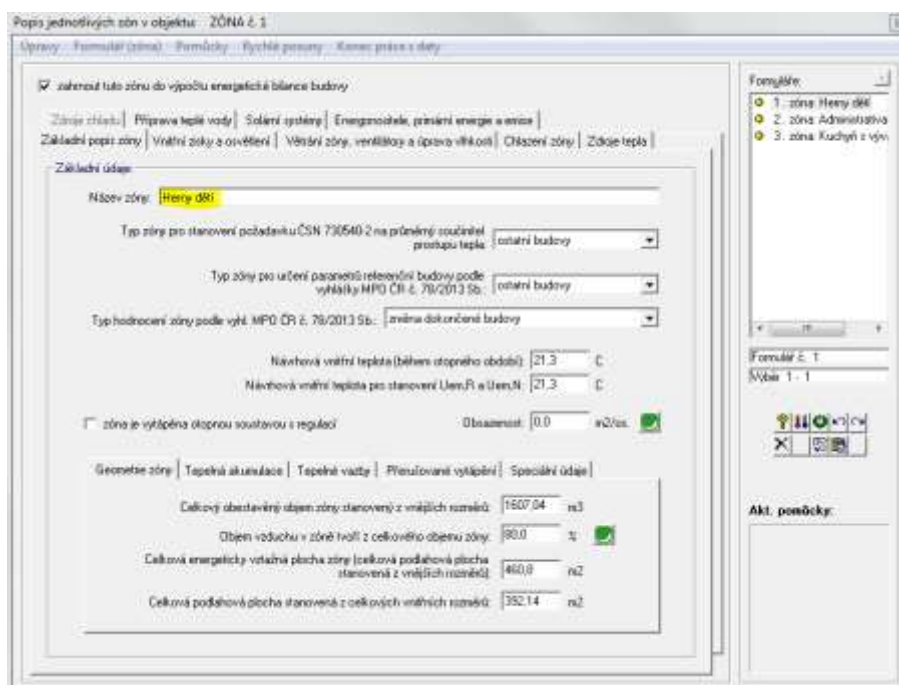 Popis jednotlivých zón v objektu: ZÓNA č. 1
Úpravy Formulář (zóna) Pomůcky Rychlé posuny Konec práce s daty
zahrnout tuto zónu do výpočtu energetické bilance budovy
Zdroje chladu Příprava teplé vody Solární systémy Energonositele, primární energie a emise
Základní popis zóny Vnitřní zisky a osvětlení Větrání zóny, ventilátory a úprava vlhkosti Chlazení zóny Zdroje tepla
Základní údaje
Název zóny: Herny dětí
Typ zóny pro stanovení požadavku ČSN 730540-2 na průměrný součinitel
prostupu tepla: ostatní budovy
Typ zóny pro určení parametrů referenční budovy podle
vyhlášky MPO ČR č. 78/2013 Sb.: ostatní budovy
Typ hodnocení zóny podle vyhl. MPO ČR č. 78/2013 Sb.: změna dokončené budovy
Návrhová vnitřní teplota (během otopného období): 21,3 C
Návrhová vnitřní teplota pro stanovení Uem,R a Uem,N: 21,3 C
zóna je vytápěna otopnou soustavou s regulací Obsazenost: 0,0 m2/os.
Geometrie zóny Tepelná akumulace Tepelné vazby Přerušované vytápění Speciální údaje
Celkový obestavěný objem zóny stanovený z vnějších rozměrů: 1607,04 m3
Objem vzduchu v zóně tvoří z celkového objemu zóny: 80,0 %
Celková energeticky vztažná plocha zóny (celková podlahová plocha
stanovená z vnějších rozměrů): 460,8 m2
Celková podlahová plocha stanovená z celkových vnitřních rozměrů: 392,14 m2
Formuláře:
1. zóna: Herny dětí
2. zóna: Administrativa
3. zóna: Kuchyň s výv
Formulář č. 1
Výběr 1 - 1
Akt. pomůcky: